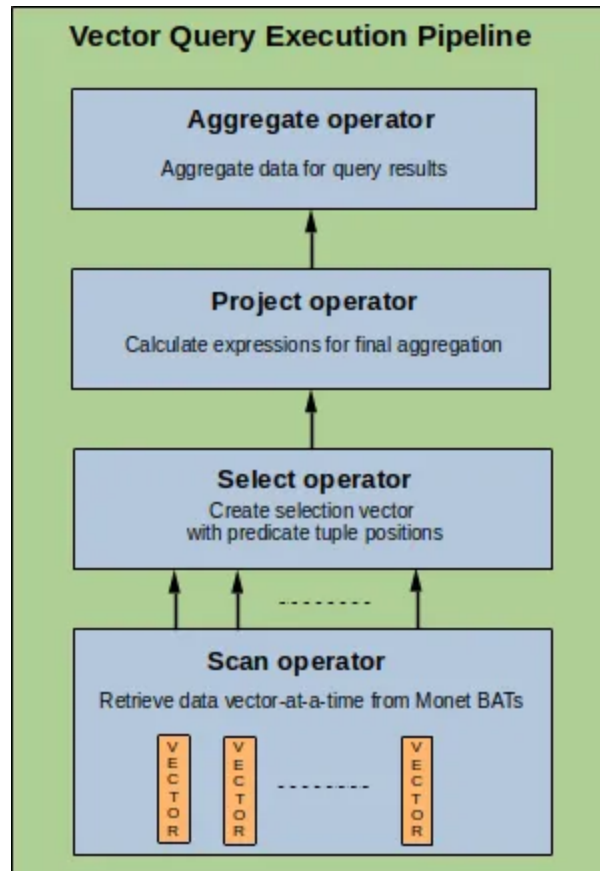 Vector Query Execution Pipeline
Aggregate operator
Aggregate data for query results
Project operator
Calculate expressions for final aggregation
Select operator
Create selection vector
with predicate tuple positions
Scan operator
Retrieve data vector-at-a-time from Monet BATs
VECTOR VECTOR VECTOR